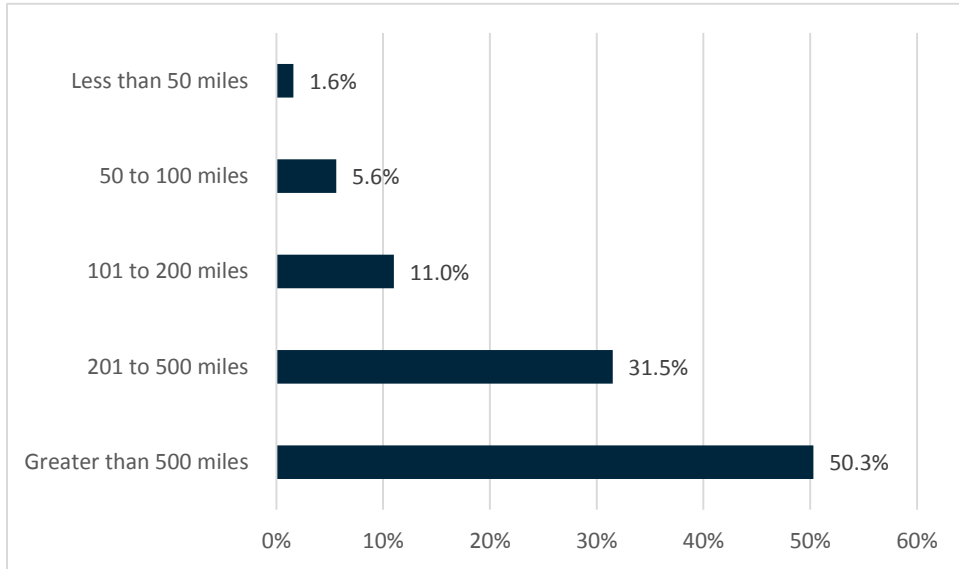 Less than 50 miles 1.6%
50 to 100 miles 5.6%
101 to 200 miles 11.0%
201 to 500 miles 31.5%
Greater than 500 miles 50.3%
0% 10% 20% 30% 40% 50% 60%